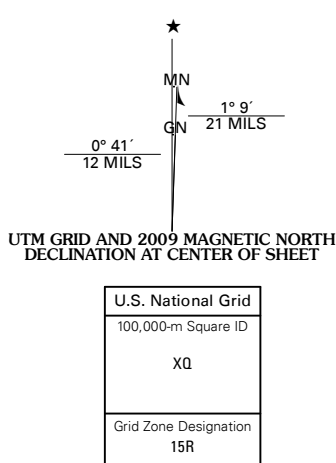 ★
MN
GN
1° 9´
21 MILS
0° 41´
12 MILS
UTM GRID AND 2009 MAGNETIC NORTH
DECLINATION AT CENTER OF SHEET
U.S. National Grid
100,000-m Square ID
XQ
Grid Zone Designation
15R